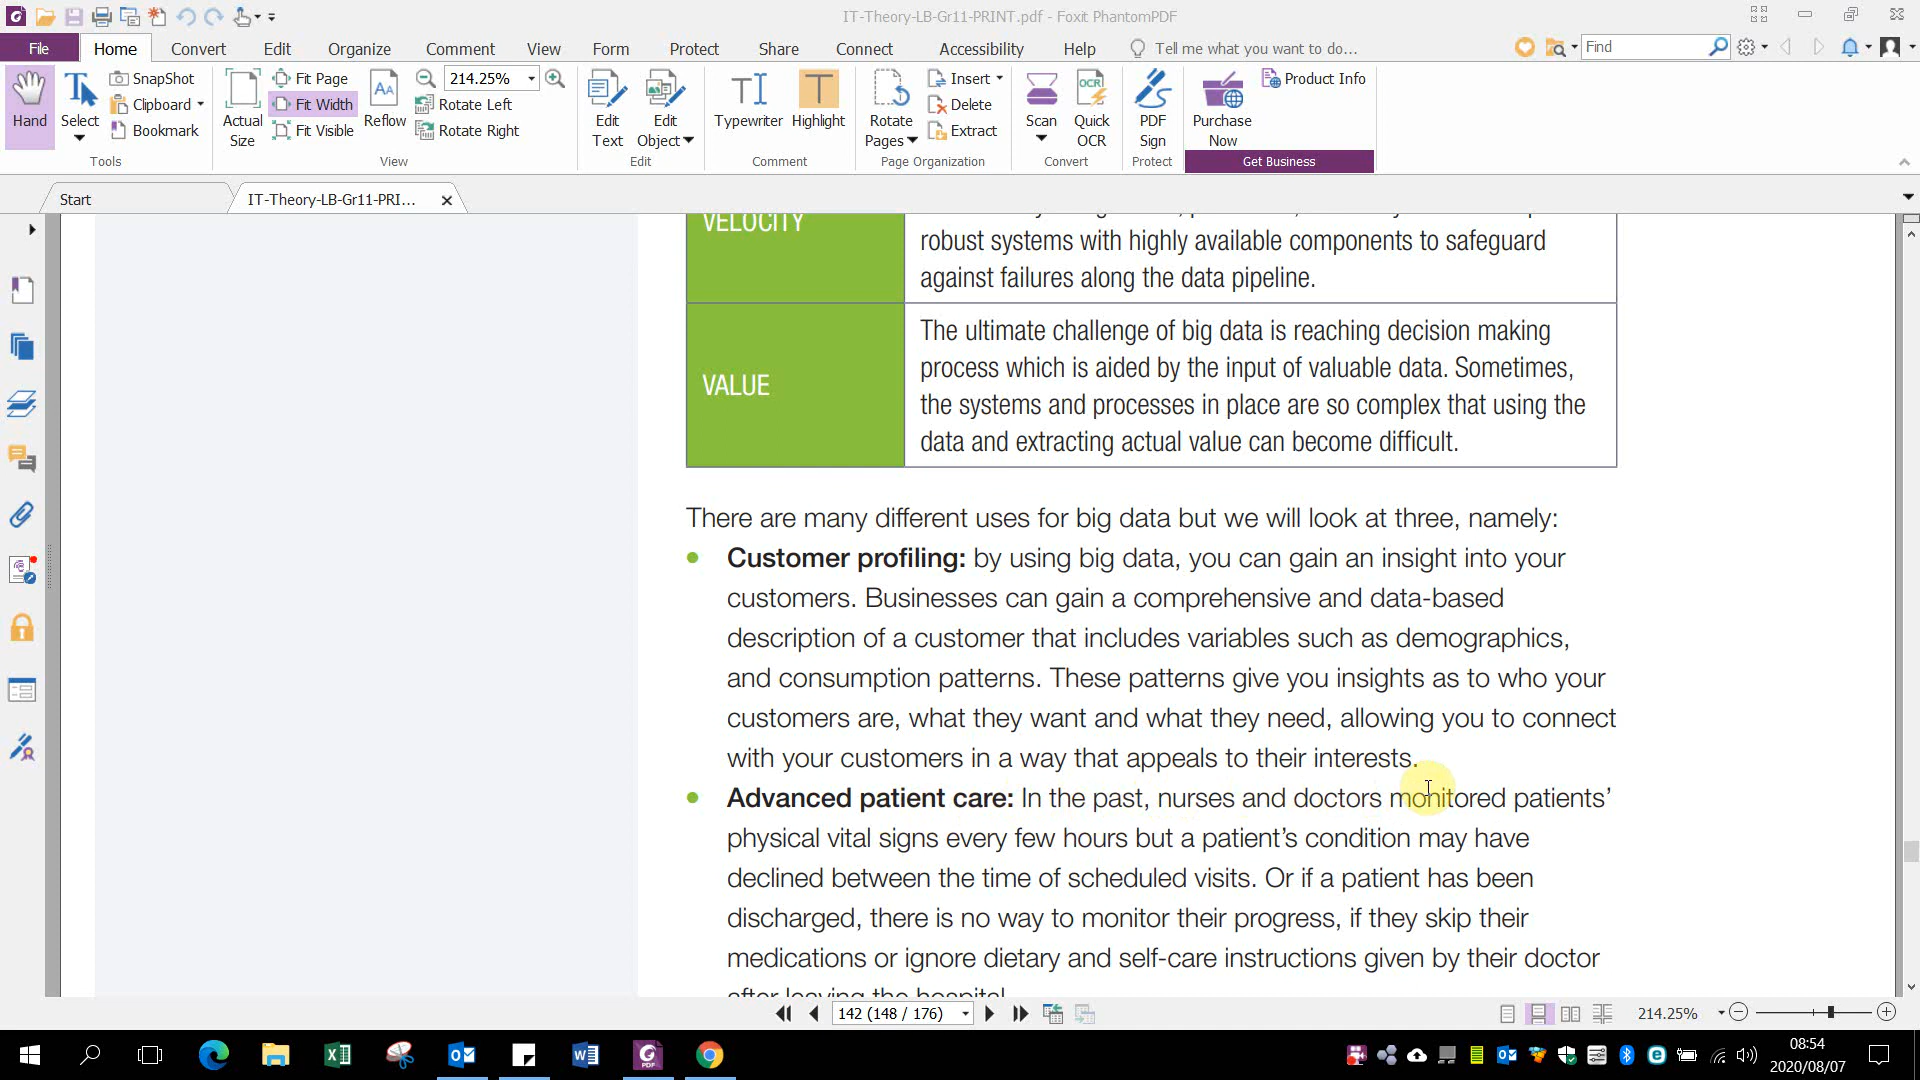 IT-Theory-LB-Gr11-PRINT.pdf - Foxit PhantomPDF
File Home Convert Edit Organize Comment View Form Protect Share Connect Accessibility Help Tell me what you want to do... Find
Hand
Select
SnapShot
Clipboard
Bookmark
Tools
Actual Size
Fit Page
Fit Width
Fit Visible
Reflow
214.25%
Rotate Left
Rotate Right
View
Edit Text
Edit Object
Edit
Typewriter
Highlight
Comment
Rotate Pages
Insert
Delete
Extract
Page Organization
Scan
Quick OCR
Convert
PDF Sign
Protect
Purchase Now
Product Info
Get Business
Start
IT-Theory-LB-Gr11-PRI...
VELOCITY
robust systems with highly available components to safeguard
against failures along the data pipeline.
VALUE
The ultimate challenge of big data is reaching decision making
process which is aided by the input of valuable data. Sometimes,
the systems and processes in place are so complex that using the
data and extracting actual value can become difficult.
There are many different uses for big data but we will look at three, namely:
• Customer profiling: by using big data, you can gain an insight into your
customers. Businesses can gain a comprehensive and data-based
description of a customer that includes variables such as demographics,
and consumption patterns. These patterns give you insights as to who your
customers are, what they want and what they need, allowing you to connect
with your customers in a way that appeals to their interests.
• Advanced patient care: In the past, nurses and doctors monitored patients’
physical vital signs every few hours but a patient’s condition may have
declined between the time of scheduled visits. Or if a patient has been
discharged, there is no way to monitor their progress, if they skip their
medications or ignore dietary and self-care instructions given by their doctor
after leaving the hospital
142 (148 / 176)
214.25%
08:54
2020/08/07